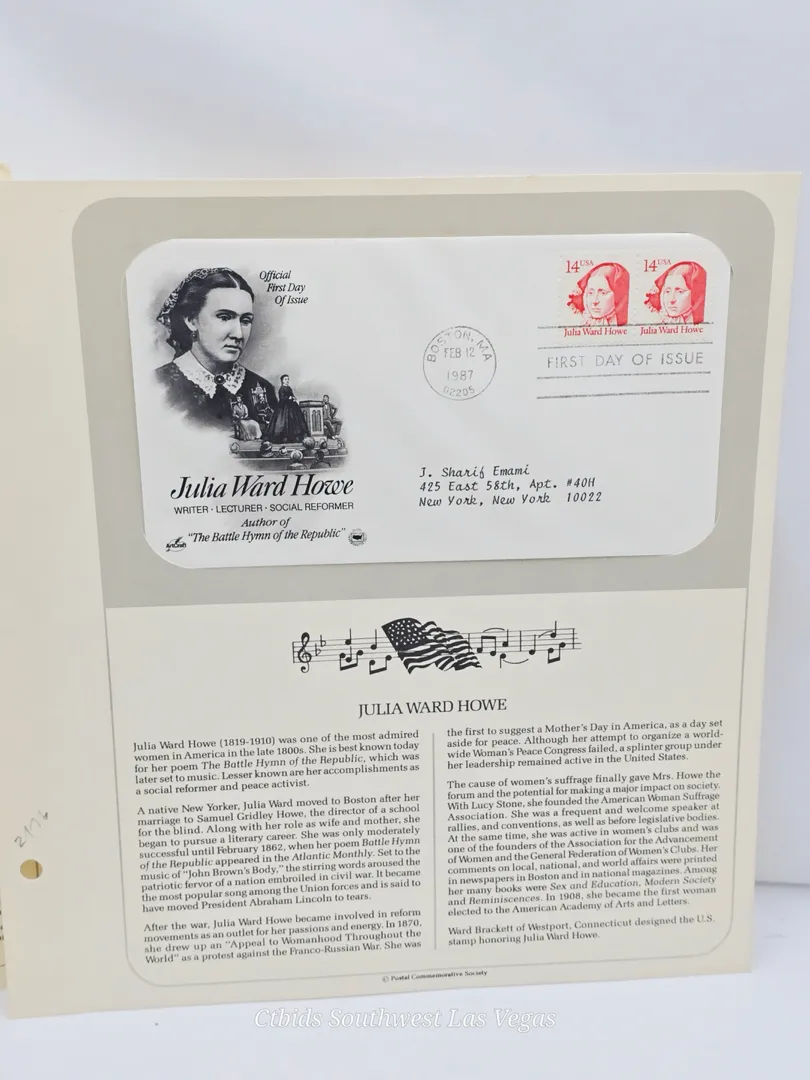 Official
First Day
Of Issue
14 USA
14 USA
Julia Ward Howe
Julia Ward Howe
BOSTON, MA
FEB 12
1987
02205
FIRST DAY OF ISSUE
J. Sharif Emami
425 East 58th, Apt. #40H
New York, New York 10022
Julia Ward Howe
WRITER · LECTURER · SOCIAL REFORMER
Author of
"The Battle Hymn of the Republic"
ArtCraft
JULIA WARD HOWE
Julia Ward Howe (1819-1910) was one of the most admired
women in America in the late 1800s. She is best known today
for her poem The Battle Hymn of the Republic, which was
later set to music. Lesser known are her accomplishments as
a social reformer and peace activist.
A native New Yorker, Julia Ward moved to Boston after her
marriage to Samuel Gridley Howe, the director of a school
for the blind. Along with her role as wife and mother, she
began to pursue a literary career. She was only moderately
successful until February 1862, when her poem Battle Hymn
of the Republic appeared in the Atlantic Monthly. Set to the
music of "John Brown's Body," the stirring words aroused the
patriotic fervor of a nation embroiled in civil war. It became
the most popular song among the Union forces and is said to
have moved President Abraham Lincoln to tears.
After the war, Julia Ward Howe became involved in reform
movements as an outlet for her passions and energy. In 1870,
she drew up an "Appeal to Womanhood Throughout the
World" as a protest against the Franco-Russian War. She was
the first to suggest a Mother's Day in America, as a day set
aside for peace. Although her attempt to organize a world-
wide Woman's Peace Congress failed, a splinter group under
her leadership remained active in the United States.
The cause of women's suffrage finally gave Mrs. Howe the
forum and the potential for making a major impact on society.
With Lucy Stone, she founded the American Woman Suffrage
Association. She was a frequent and welcome speaker at
rallies, and conventions, as well as before legislative bodies.
At the same time, she was active in women's clubs and was
one of the founders of the Association for the Advancement
of Women and the General Federation of Women's Clubs. Her
comments on local, national, and world affairs were printed
in newspapers in Boston and in national magazines. Among
her many books were Sex and Education, Modern Society
and Reminiscences. In 1908, she became the first woman
elected to the American Academy of Arts and Letters.
Ward Brackett of Westport, Connecticut designed the U.S.
stamp honoring Julia Ward Howe.
© Postal Commemorative Society
2176
Ctbids Southwest Las Vegas